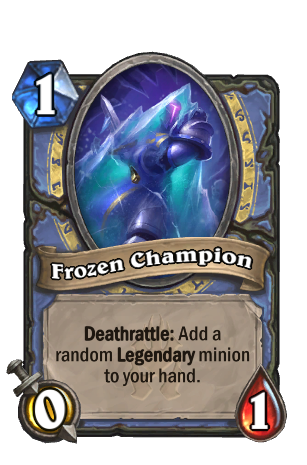 1
Frozen Champion
Deathrattle: Add a
random Legendary minion
to your hand.
0
1